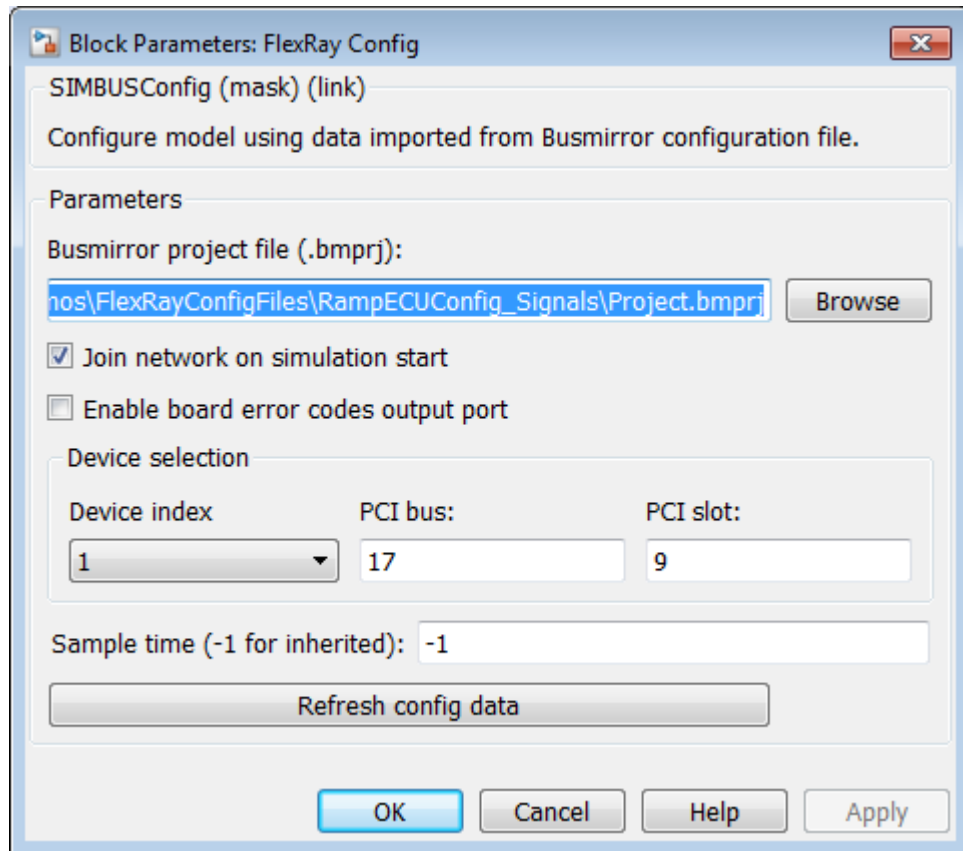 Block Parameters: FlexRay Config
SIMBUSConfig (mask) (link)
Configure model using data imported from Busmirror configuration file.
Parameters
Busmirror project file (.bmprj):
nos\FlexRayConfigFiles\RampECUConfig_Signals\Project.bmprj Browse
Join network on simulation start
Enable board error codes output port
Device selection
Device index PCI bus: PCI slot:
1 17 9
Sample time (-1 for inherited): -1
Refresh config data
OK Cancel Help Apply